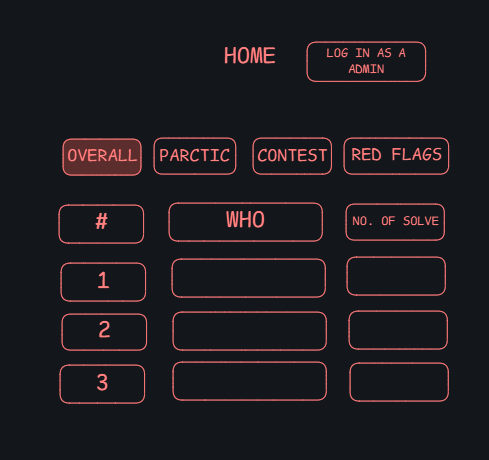 HOME
LOG IN AS A
ADMIN
OVERALL
PARCTIC
CONTEST
RED FLAGS
#
WHO
NO. OF SOLVE
1
2
3